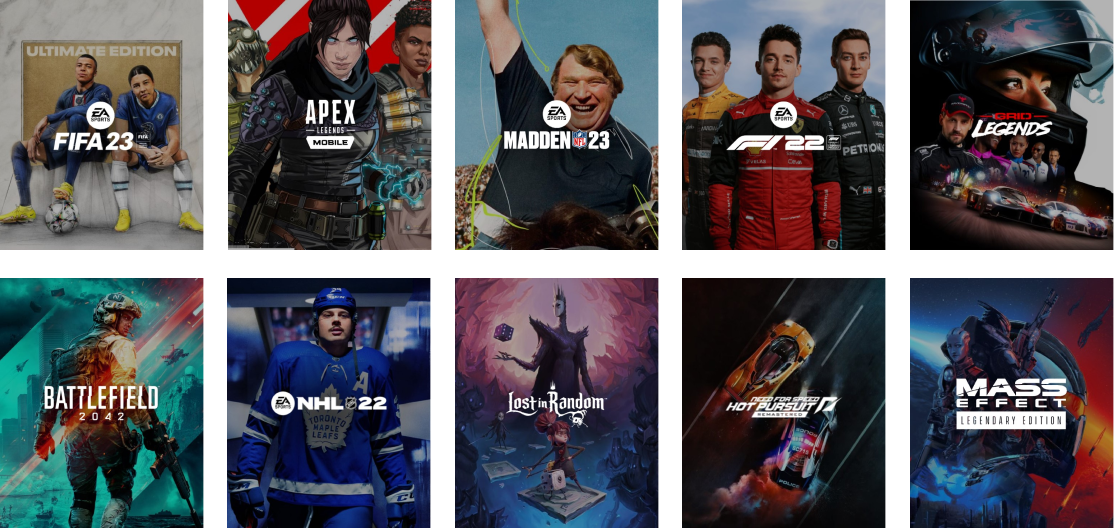 ULTIMATE EDITION
EA
SPORTS
FIFA 23
FIFA
APEX
LEGENDS
MOBILE
EA
SPORTS
MADDEN NFL 23
EA
SPORTS
F1 22
PETRONAS
GRID
LEGENDS
BATTLEFIELD
2042
A
EA
SPORTS
NHL 22
TORONTO
MAPLE
LEAFS
CCM
Lost in Random
NEED FOR SPEED
HOT PURSUIT
REMASTERED
POLICE
MASS
EFFECT
LEGENDARY EDITION